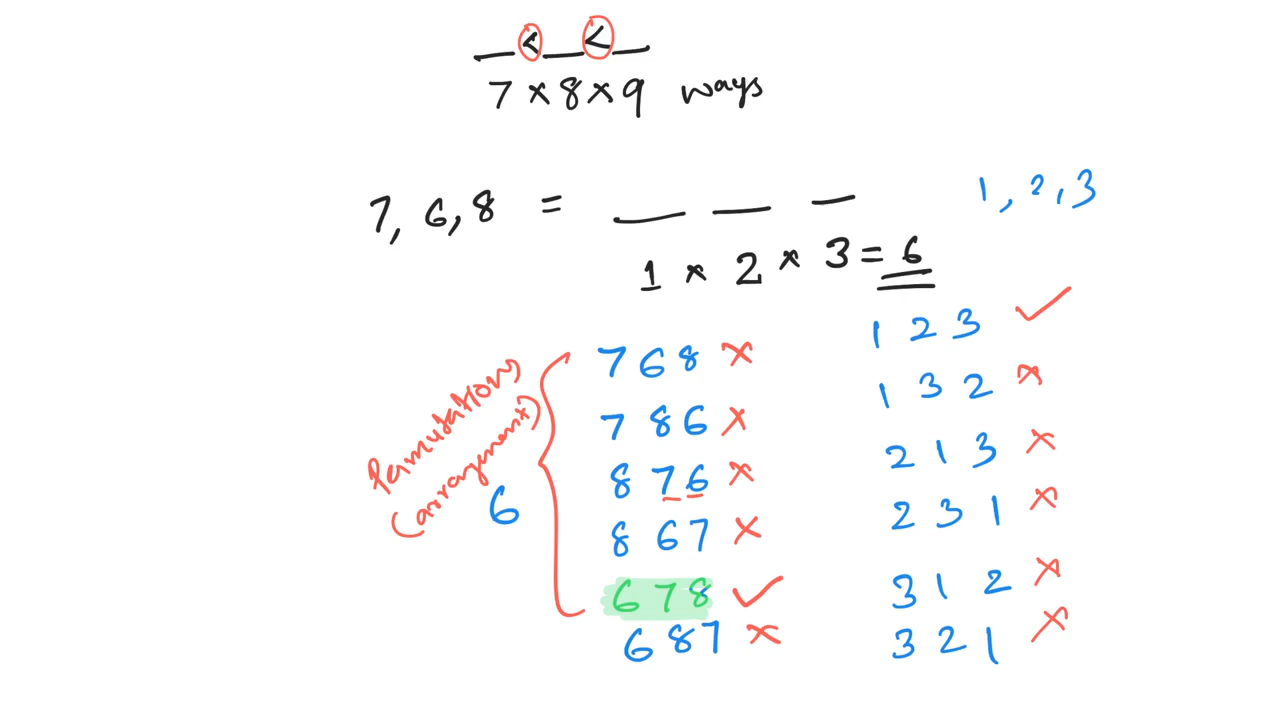 < <
7 × 8 × 9 ways
7, 6, 8 =
1, 2, 3
1 × 2 × 3 = 6
Permutations
(arrangement)
6
7 6 8 ×
7 8 6 ×
8 7 6 ×
8 6 7 ×
6 7 8 ✓
6 8 7 ×
1 2 3 ✓
1 3 2 ×
2 1 3 ×
2 3 1 ×
3 1 2 ×
3 2 1 ×